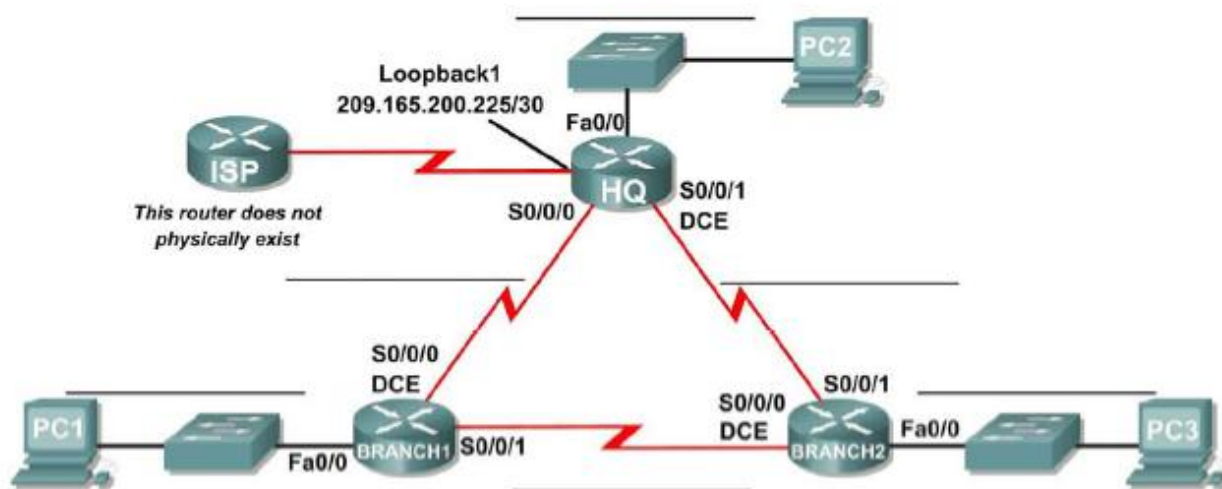 PC2
Loopback1
209.165.200.225/30
Fa0/0
ISP
HQ
S0/0/1
DCE
This router does not
physically exist
S0/0/0
S0/0/0
DCE
S0/0/1
PC1
S0/0/0
DCE
Fa0/0
PC3
BRANCH1
S0/0/1
BRANCH2
Fa0/0